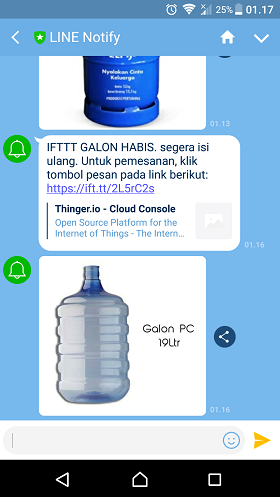 25% 01.17
LINE Notify
Nyalakan Cinta
Keluarga
01.13
IFTTT GALON HABIS. segera isi
ulang. Untuk pemesanan, klik
tombol pesan pada link berikut:
https://ift.tt/2L5rC2s
Thinger.io - Cloud Console
Open Source Platform for the
Internet of Things - The Intern...
01.16
Galon PC
19Ltr
01.16